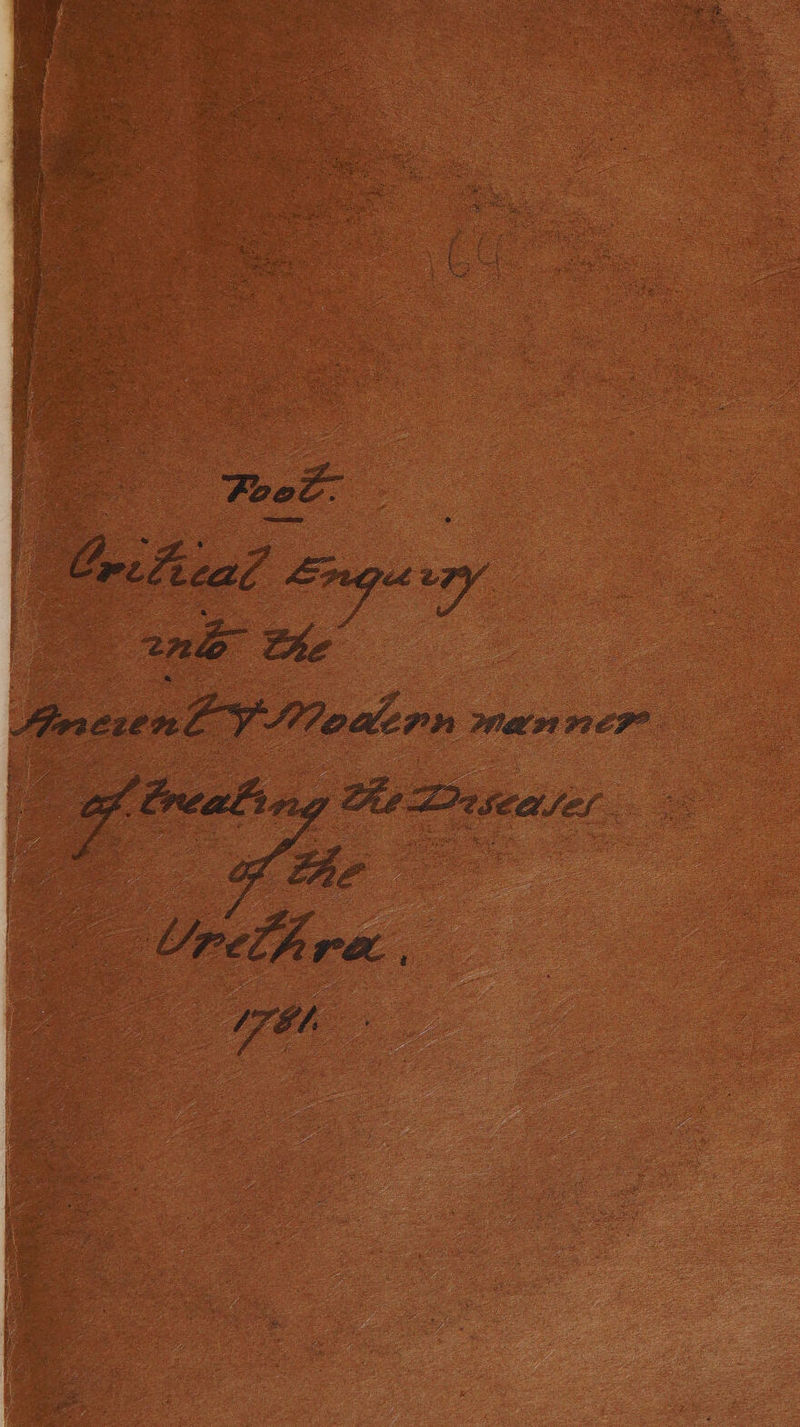 164
Foot.
Critical Enquiry
into the
Ancient & Modern manner
of treating the Diseases
of the
Urethra.
1781.